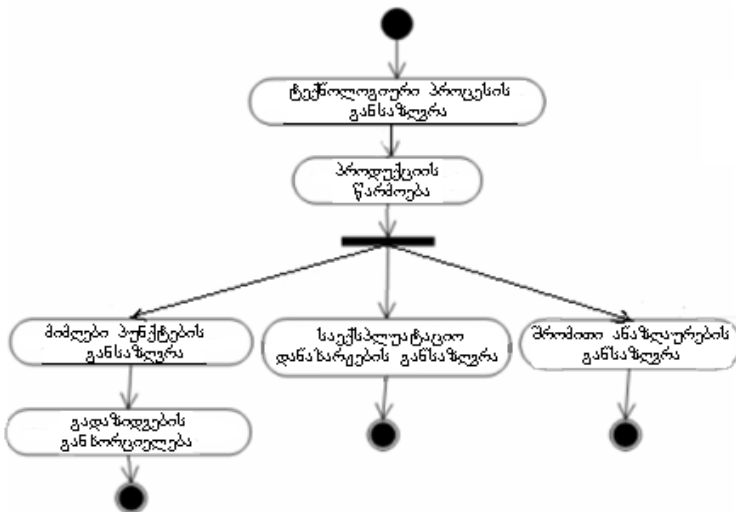 ტექნოლოგიური პროცესის
განსაზღვრა
პროდუქციის
წარმოება
მიმღები პუნქტების
განსაზღვრა
საექსპლუატაციო
დანახარჯების განსაზღვრა
შრომითი ანაზღაურების
განსაზღვრა
გადაზიდვების
განხორციელება